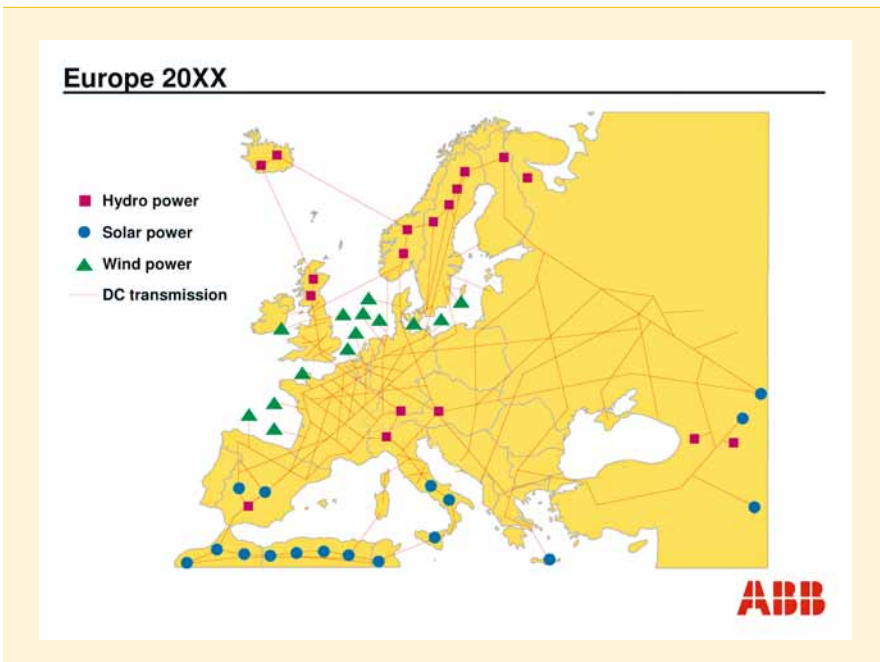 Europe 20XX
Hydro power
Solar power
Wind power
DC transmission
ABB